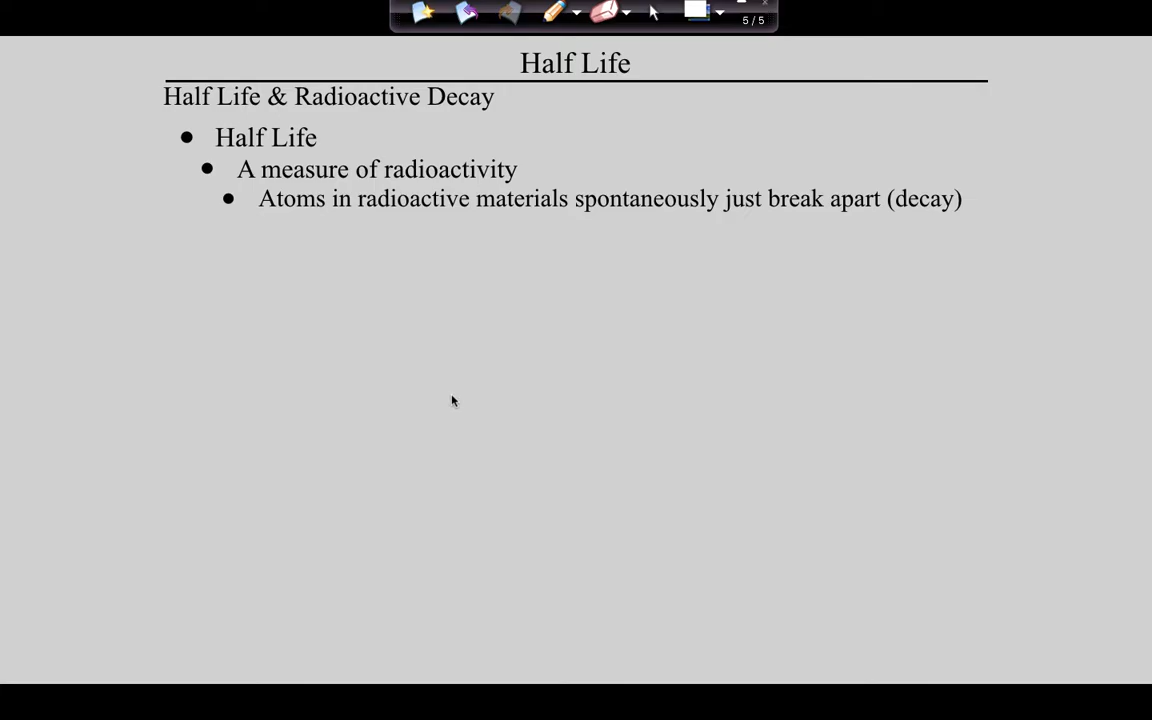 5 / 5
Half Life
Half Life & Radioactive Decay
● Half Life
● A measure of radioactivity
● Atoms in radioactive materials spontaneously just break apart (decay)